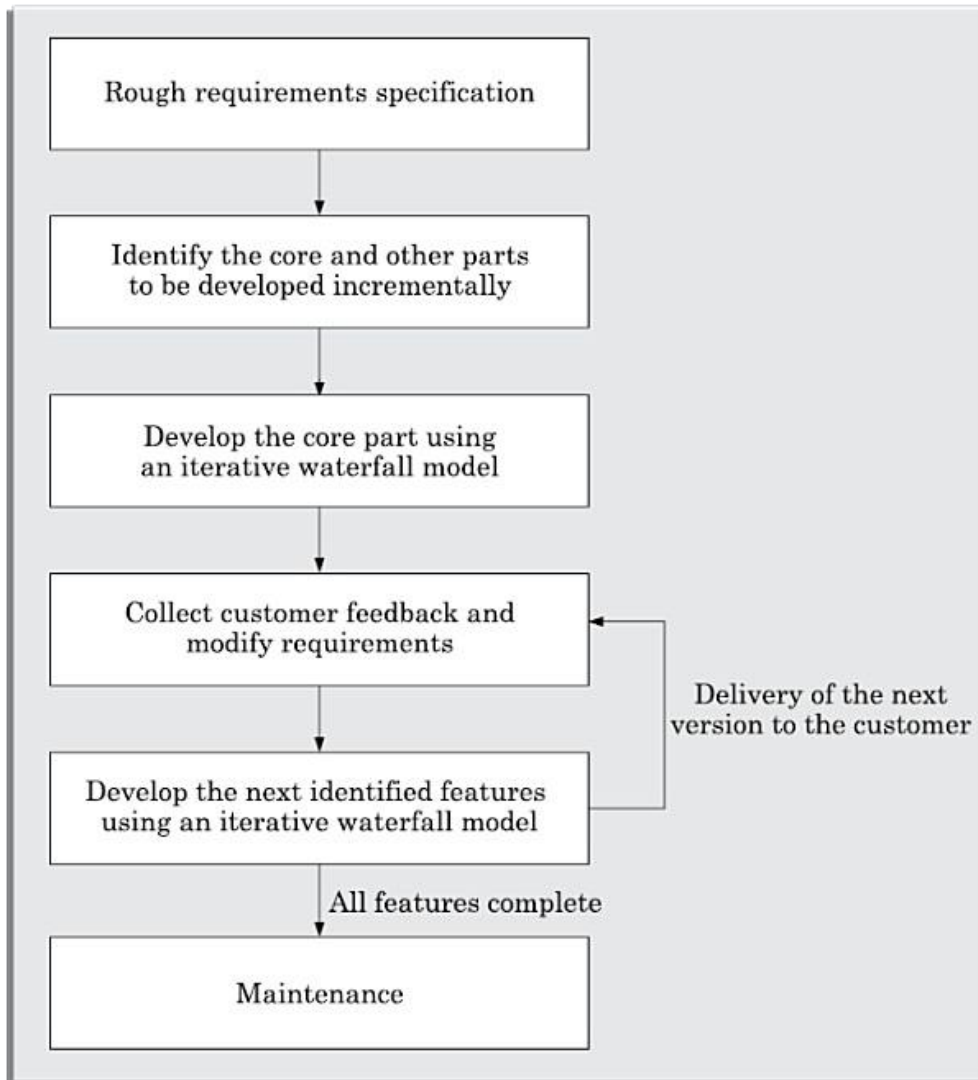 Rough requirements specification
Identify the core and other parts
to be developed incrementally
Develop the core part using
an iterative waterfall model
Collect customer feedback and
modify requirements
Delivery of the next
version to the customer
Develop the next identified features
using an iterative waterfall model
All features complete
Maintenance